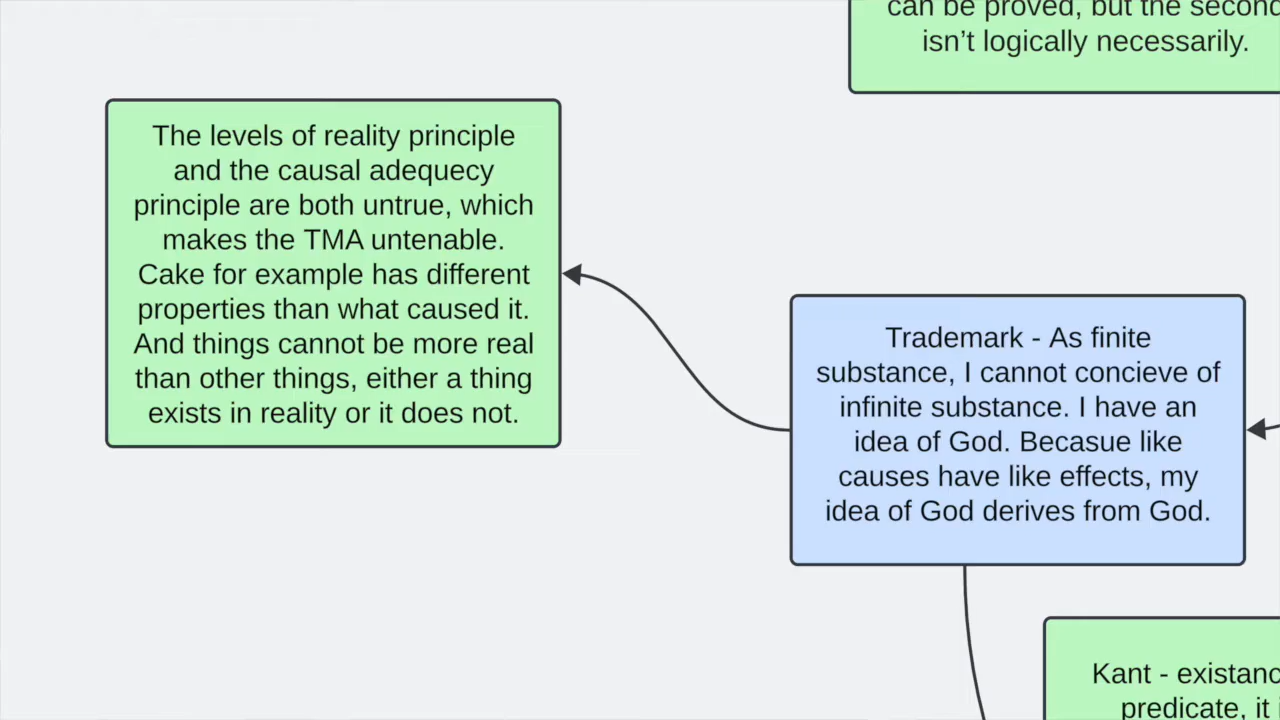 can be proved, but the second
isn’t logically necessarily.
The levels of reality principle
and the causal adequecy
principle are both untrue, which
makes the TMA untenable.
Cake for example has different
properties than what caused it.
And things cannot be more real
than other things, either a thing
exists in reality or it does not.
Trademark - As finite
substance, I cannot concieve of
infinite substance. I have an
idea of God. Becasue like
causes have like effects, my
idea of God derives from God.
Kant -
predicate, it